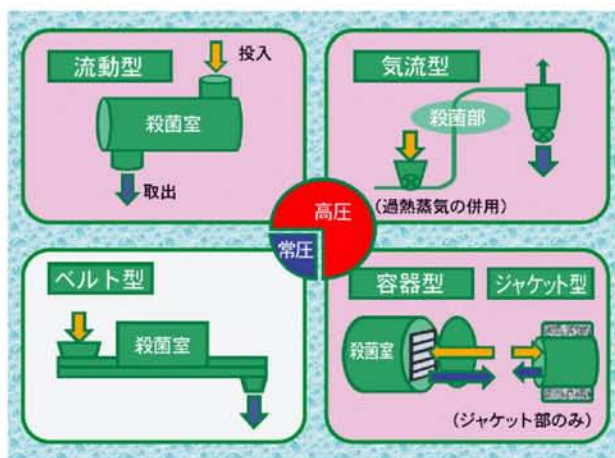 流動型
投入
殺菌室
取出
気流型
殺菌部
(過熱蒸気の併用)
高圧
常圧
ベルト型
殺菌室
容器型
ジャケット型
殺菌室
(ジャケット部のみ)